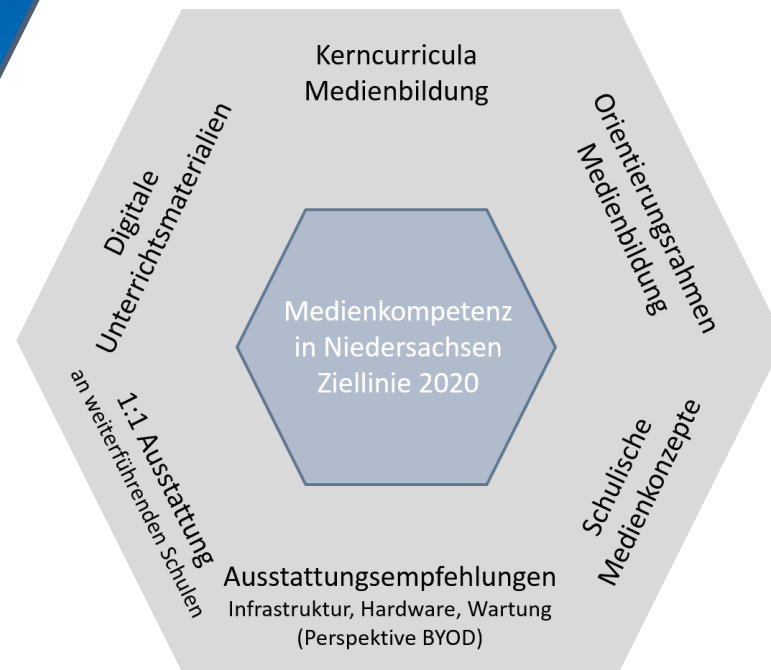 Kerncurricula
Medienbildung
Orientierungsrahmen
Medienbildung
Schulische
Medienkonzepte
Ausstattungsempfehlungen
Infrastruktur, Hardware, Wartung
(Perspektive BYOD)
1:1 Ausstattung
an weiterführenden Schulen
Digitale
Unterrichtsmaterialien
Medienkompetenz
in Niedersachsen
Ziellinie 2020